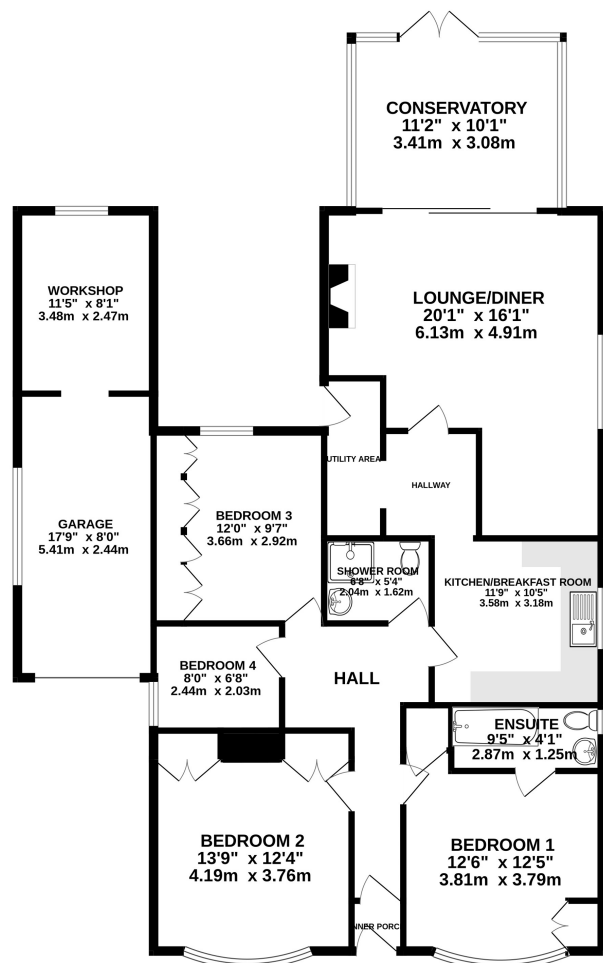 CONSERVATORY
11'2" x 10'1"
3.41m x 3.08m
WORKSHOP
11'5" x 8'1"
3.48m x 2.47m
LOUNGE/DINER
20'1" x 16'1"
6.13m x 4.91m
UTILITY AREA
HALLWAY
BEDROOM 3
12'0" x 9'7"
3.66m x 2.92m
GARAGE
17'9" x 8'0"
5.41m x 2.44m
SHOWER ROOM
6'8" x 5'4"
2.04m x 1.62m
KITCHEN/BREAKFAST ROOM
11'9" x 10'5"
3.58m x 3.18m
BEDROOM 4
8'0" x 6'8"
2.44m x 2.03m
HALL
ENSUITE
9'5" x 4'1"
2.87m x 1.25m
BEDROOM 2
13'9" x 12'4"
4.19m x 3.76m
BEDROOM 1
12'6" x 12'5"
3.81m x 3.79m
NNER PORC